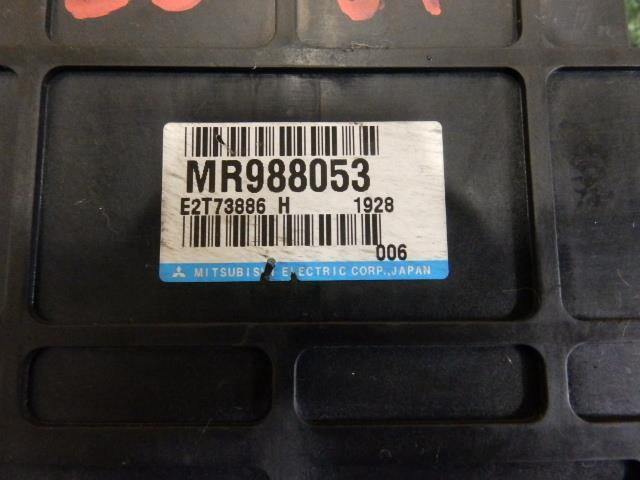 MR988053
E2T73886 H 1928
006
MITSUBISHI ELECTRIC CORP.,JAPAN